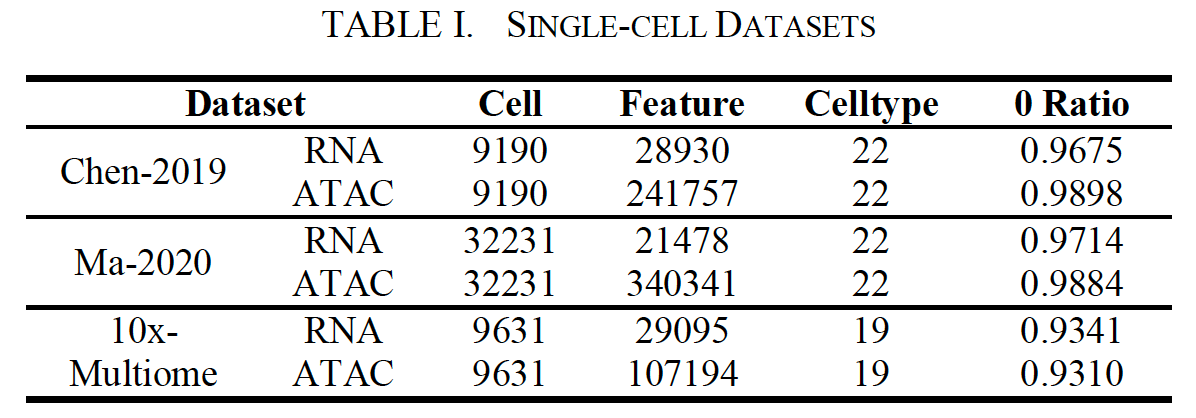 TABLE I. SINGLE-CELL DATASETS
Dataset Cell Feature Celltype 0 Ratio
Chen-2019 RNA 9190 28930 22 0.9675
ATAC 9190 241757 22 0.9898
Ma-2020 RNA 32231 21478 22 0.9714
ATAC 32231 340341 22 0.9884
10x- RNA 9631 29095 19 0.9341
Multiome ATAC 9631 107194 19 0.9310